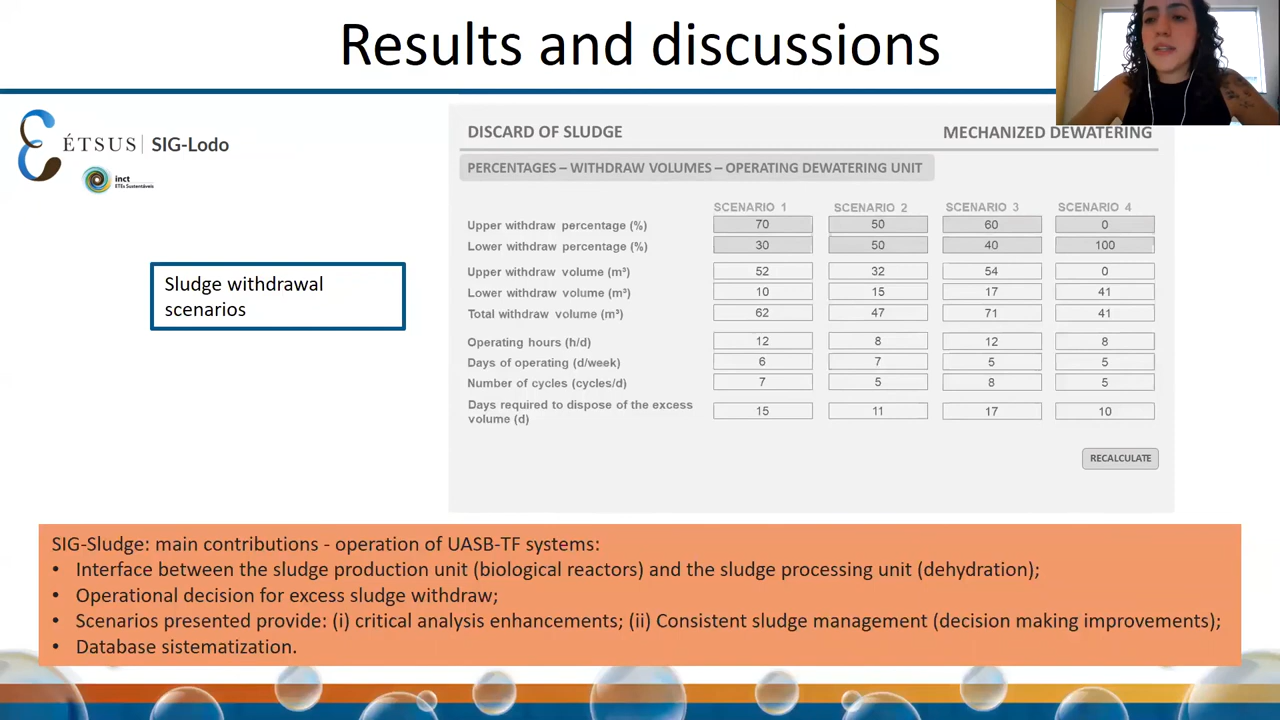 Results and discussions
ÉTSUS | SIG-Lodo
inct
ETEs Sustentáveis
DISCARD OF SLUDGE MECHANIZED DEWATERING
PERCENTAGES – WITHDRAW VOLUMES – OPERATING DEWATERING UNIT
SCENARIO 1 SCENARIO 2 SCENARIO 3 SCENARIO 4
Upper withdraw percentage (%) 70 50 60 0
Lower withdraw percentage (%) 30 50 40 100
Upper withdraw volume (m³) 52 32 54 0
Lower withdraw volume (m³) 10 15 17 41
Total withdraw volume (m³) 62 47 71 41
Operating hours (h/d) 12 8 12 8
Days of operating (d/week) 6 7 5 5
Number of cycles (cycles/d) 7 5 8 5
Days required to dispose of the excess
volume (d) 15 11 17 10
RECALCULATE
Sludge withdrawal
scenarios
SIG-Sludge: main contributions - operation of UASB-TF systems:
• Interface between the sludge production unit (biological reactors) and the sludge processing unit (dehydration);
• Operational decision for excess sludge withdraw;
• Scenarios presented provide: (i) critical analysis enhancements; (ii) Consistent sludge management (decision making improvements);
• Database sistematization.